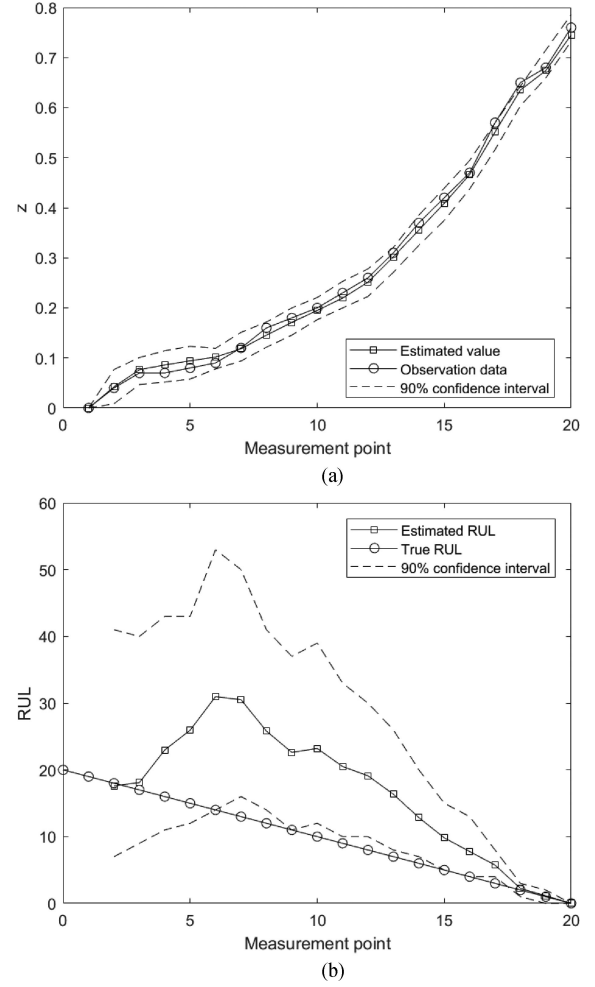 0.8
0.7
0.6
0.5
0.4
0.3
0.2
0.1
0
z
Estimated value
Observation data
90% confidence interval
0 5 10 15 20
Measurement point
(a)
60
50
40
30
20
10
0
RUL
Estimated RUL
True RUL
90% confidence interval
0 5 10 15 20
Measurement point
(b)